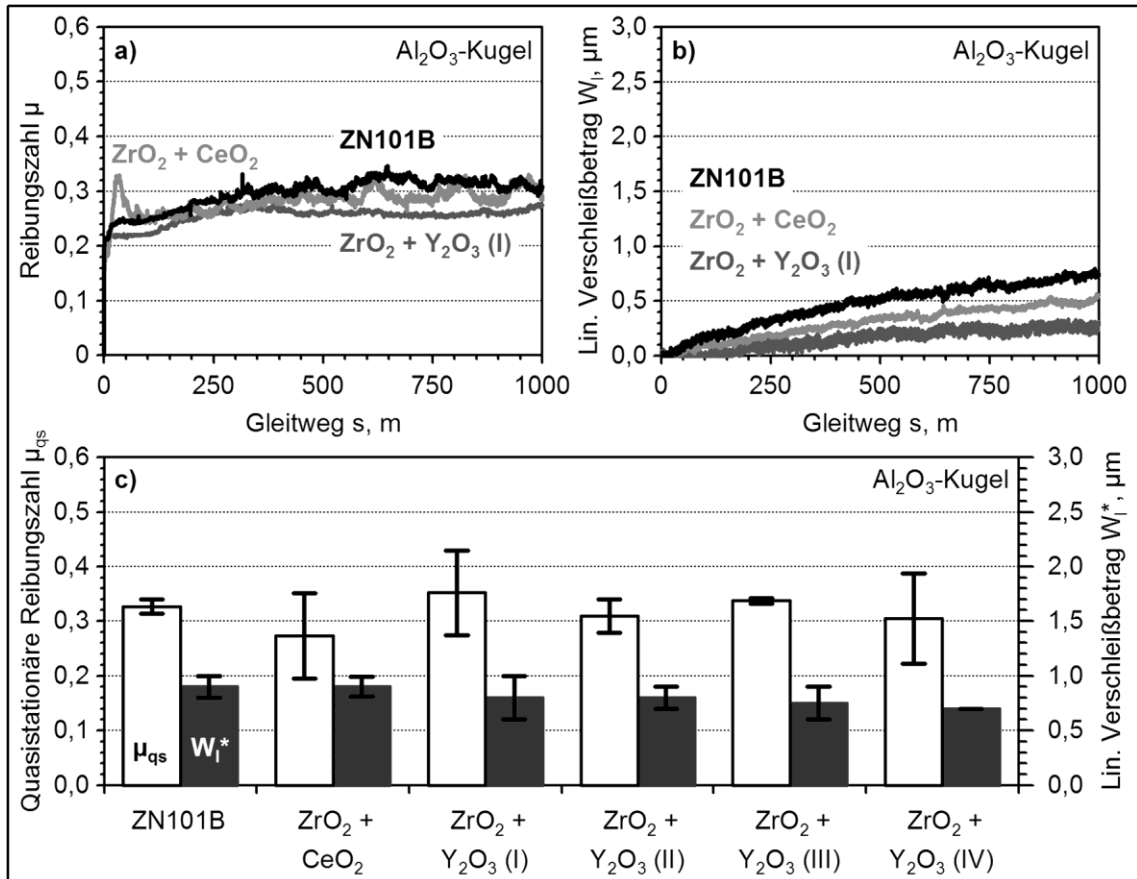 a)
Al₂O₃-Kugel
Reibungszahl µ
0,6
0,5
0,4
0,3
0,2
0,1
0
ZN101B
ZrO₂ + CeO₂
ZrO₂ + Y₂O₃ (I)
0 250 500 750 1000
Gleitweg s, m
b)
Al₂O₃-Kugel
Lin. Verschleißbetrag Wₗ, µm
3,0
2,5
2,0
1,5
1,0
0,5
0,0
ZN101B
ZrO₂ + CeO₂
ZrO₂ + Y₂O₃ (I)
0 250 500 750 1000
Gleitweg s, m
c)
Al₂O₃-Kugel
Quasistationäre Reibungszahl µqs
0,6
0,5
0,4
0,3
0,2
0,1
0,0
µqs
Wₗ*
Lin. Verschleißbetrag Wₗ*, µm
3,0
2,5
2,0
1,5
1,0
0,5
0,0
ZN101B
ZrO₂ +
CeO₂
ZrO₂ +
Y₂O₃ (I)
ZrO₂ +
Y₂O₃ (II)
ZrO₂ +
Y₂O₃ (III)
ZrO₂ +
Y₂O₃ (IV)